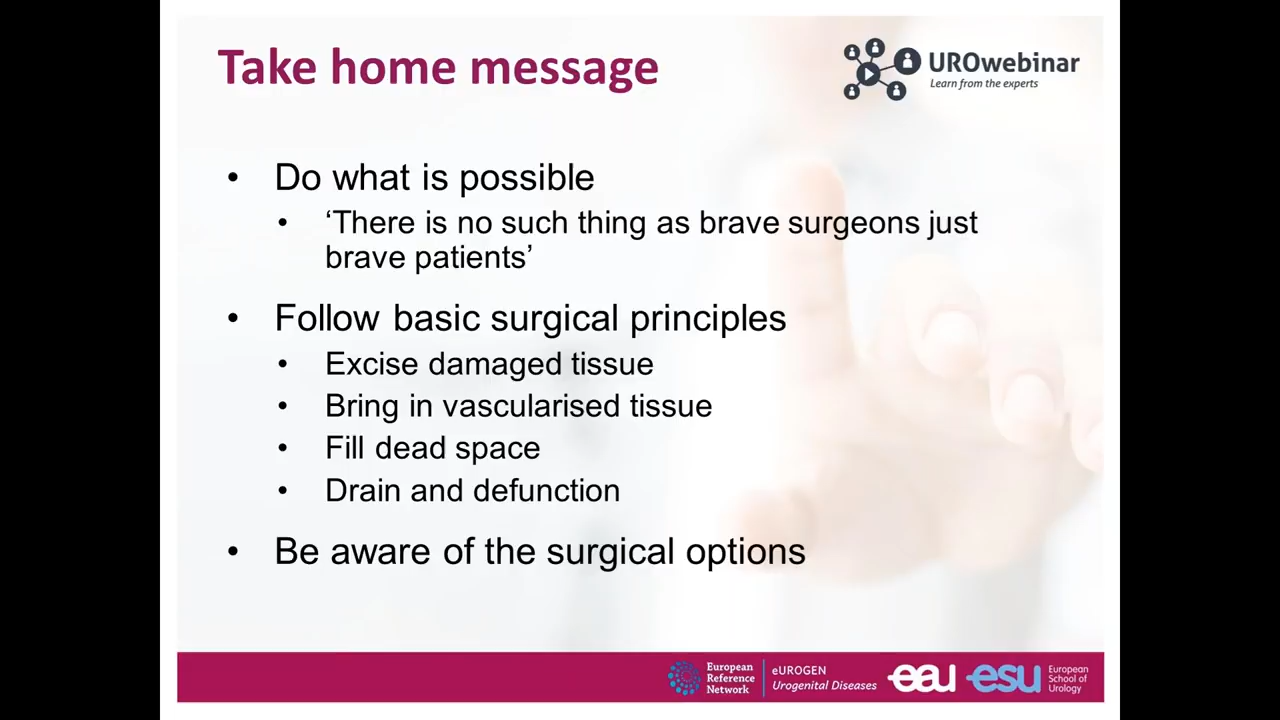 Take home message
UROwebinar
Learn from the experts
• Do what is possible
• ‘There is no such thing as brave surgeons just
brave patients’
• Follow basic surgical principles
• Excise damaged tissue
• Bring in vascularised tissue
• Fill dead space
• Drain and defunction
• Be aware of the surgical options
European
Reference
Network
eUROGEN
Urogenital Diseases
eau
esu
European
School of
Urology